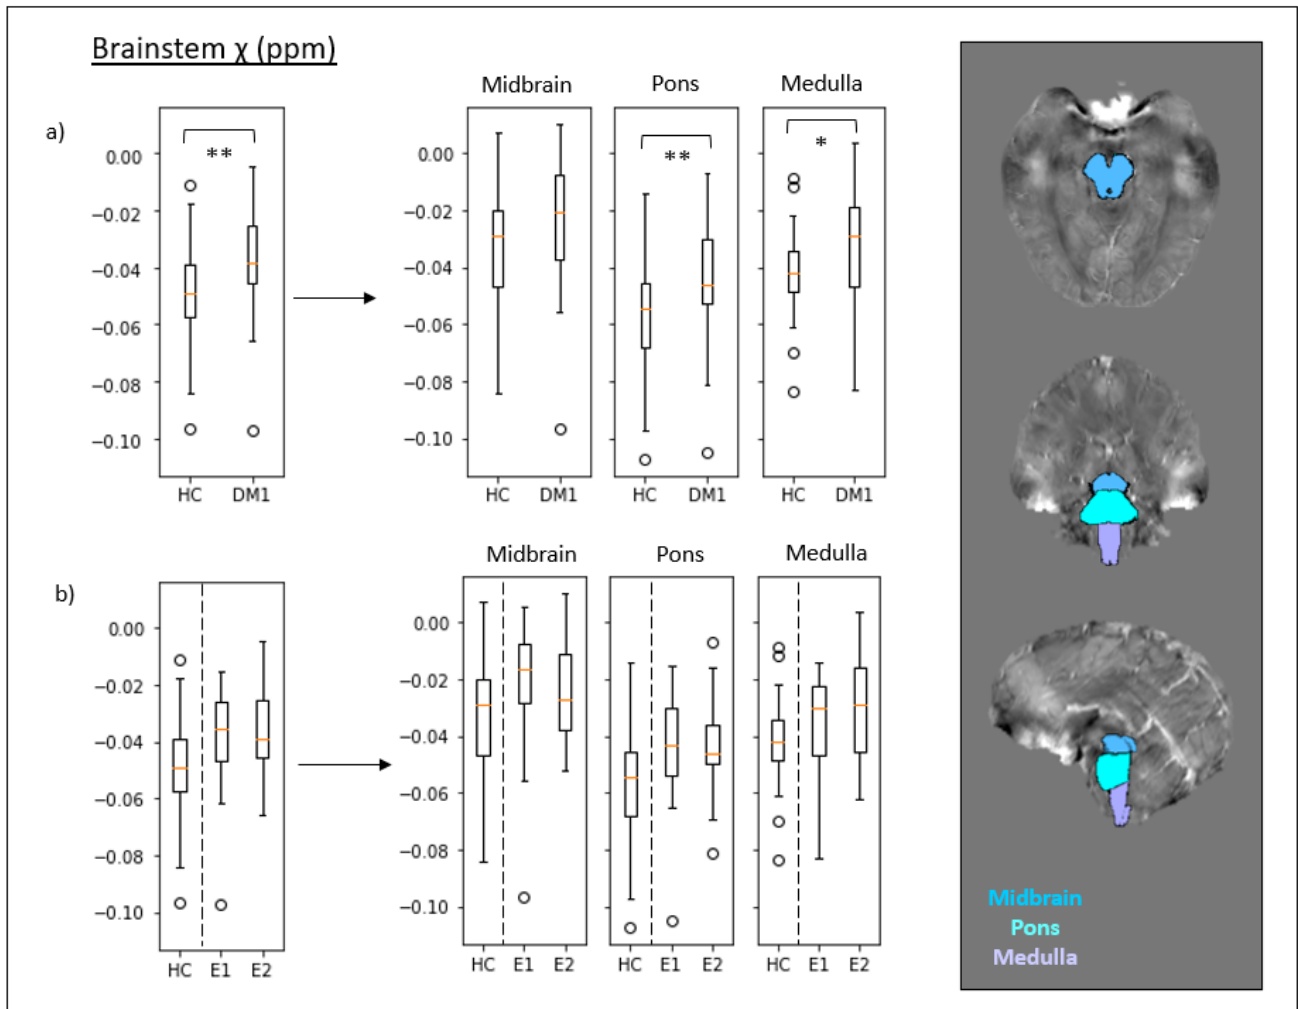 Brainstem χ (ppm)
Midbrain Pons Medulla
a)
** ** *
0.00 0.00
−0.02 −0.02
−0.04 −0.04
−0.06 −0.06
−0.08 −0.08
−0.10 −0.10
HC DM1 HC DM1 HC DM1 HC DM1
Midbrain Pons Medulla
b)
0.00 0.00
−0.02 −0.02
−0.04 −0.04
−0.06 −0.06
−0.08 −0.08
−0.10 −0.10
HC E1 E2 HC E1 E2 HC E1 E2 HC E1 E2
Midbrain
Pons
Medulla